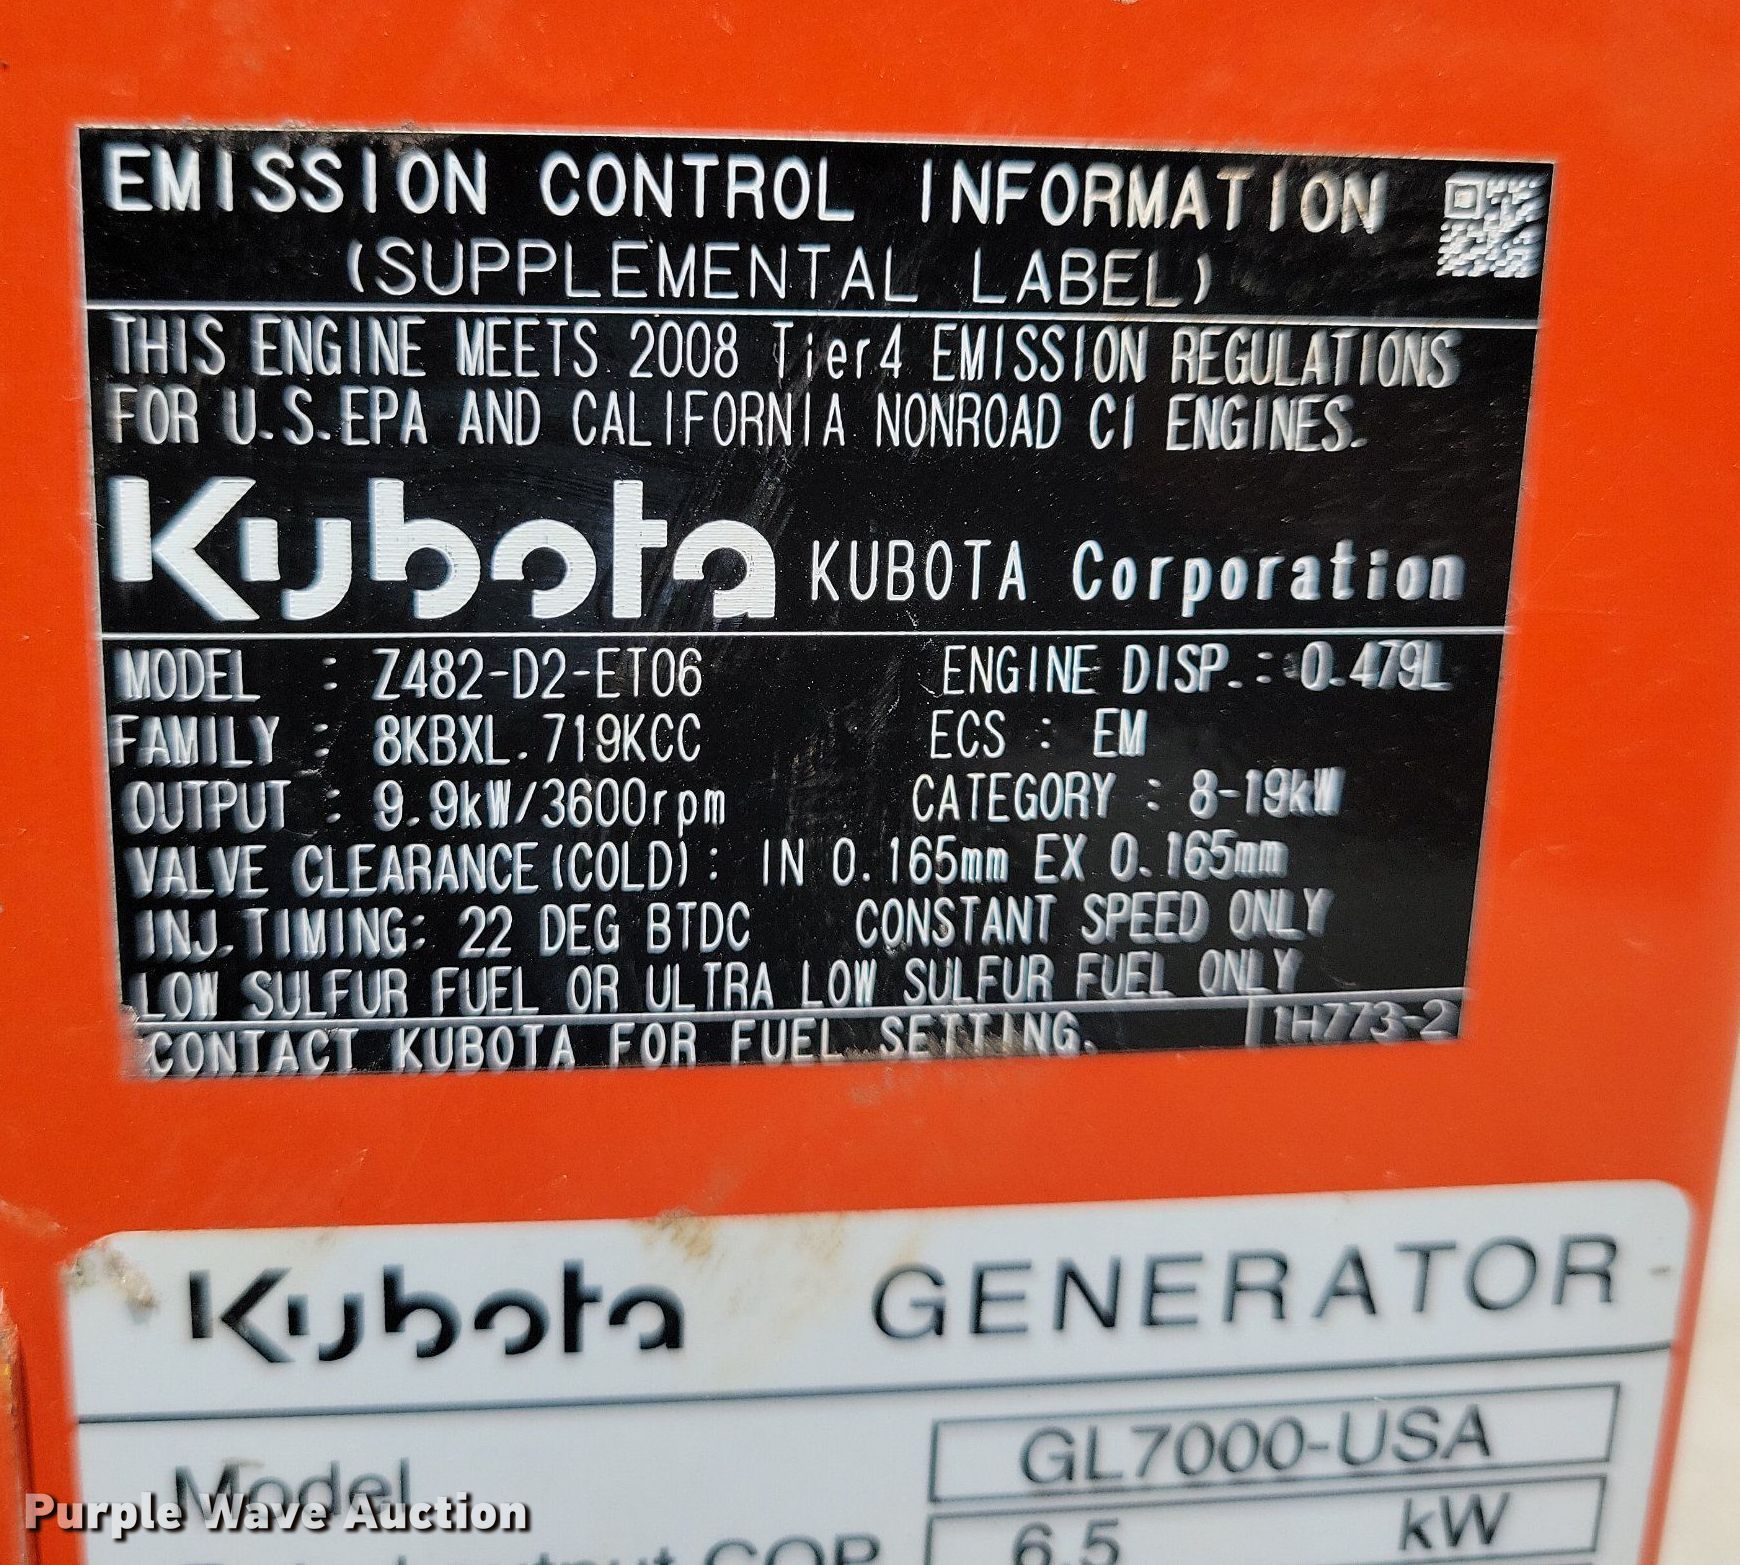 EMISSION CONTROL INFORMATION
(SUPPLEMENTAL LABEL)
THIS ENGINE MEETS 2008 Tier4 EMISSION REGULATIONS
FOR U.S.EPA AND CALIFORNIA NONROAD CI ENGINES.
Kubota KUBOTA Corporation
MODEL : Z482-D2-ET06 ENGINE DISP.: 0.479L
FAMILY : 8KBXL.719KCC ECS : EM
OUTPUT : 9.9kW/3600rpm CATEGORY : 8-19kW
VALVE CLEARANCE(COLD): IN 0.165mm EX 0.165mm
INJ.TIMING: 22 DEG BTDC CONSTANT SPEED ONLY
LOW SULFUR FUEL OR ULTRA LOW SULFUR FUEL ONLY
CONTACT KUBOTA FOR FUEL SETTING. 1H773-2
Kubota GENERATOR
Model GL7000-USA
Purple Wave Auction
output COP 6.5 kW